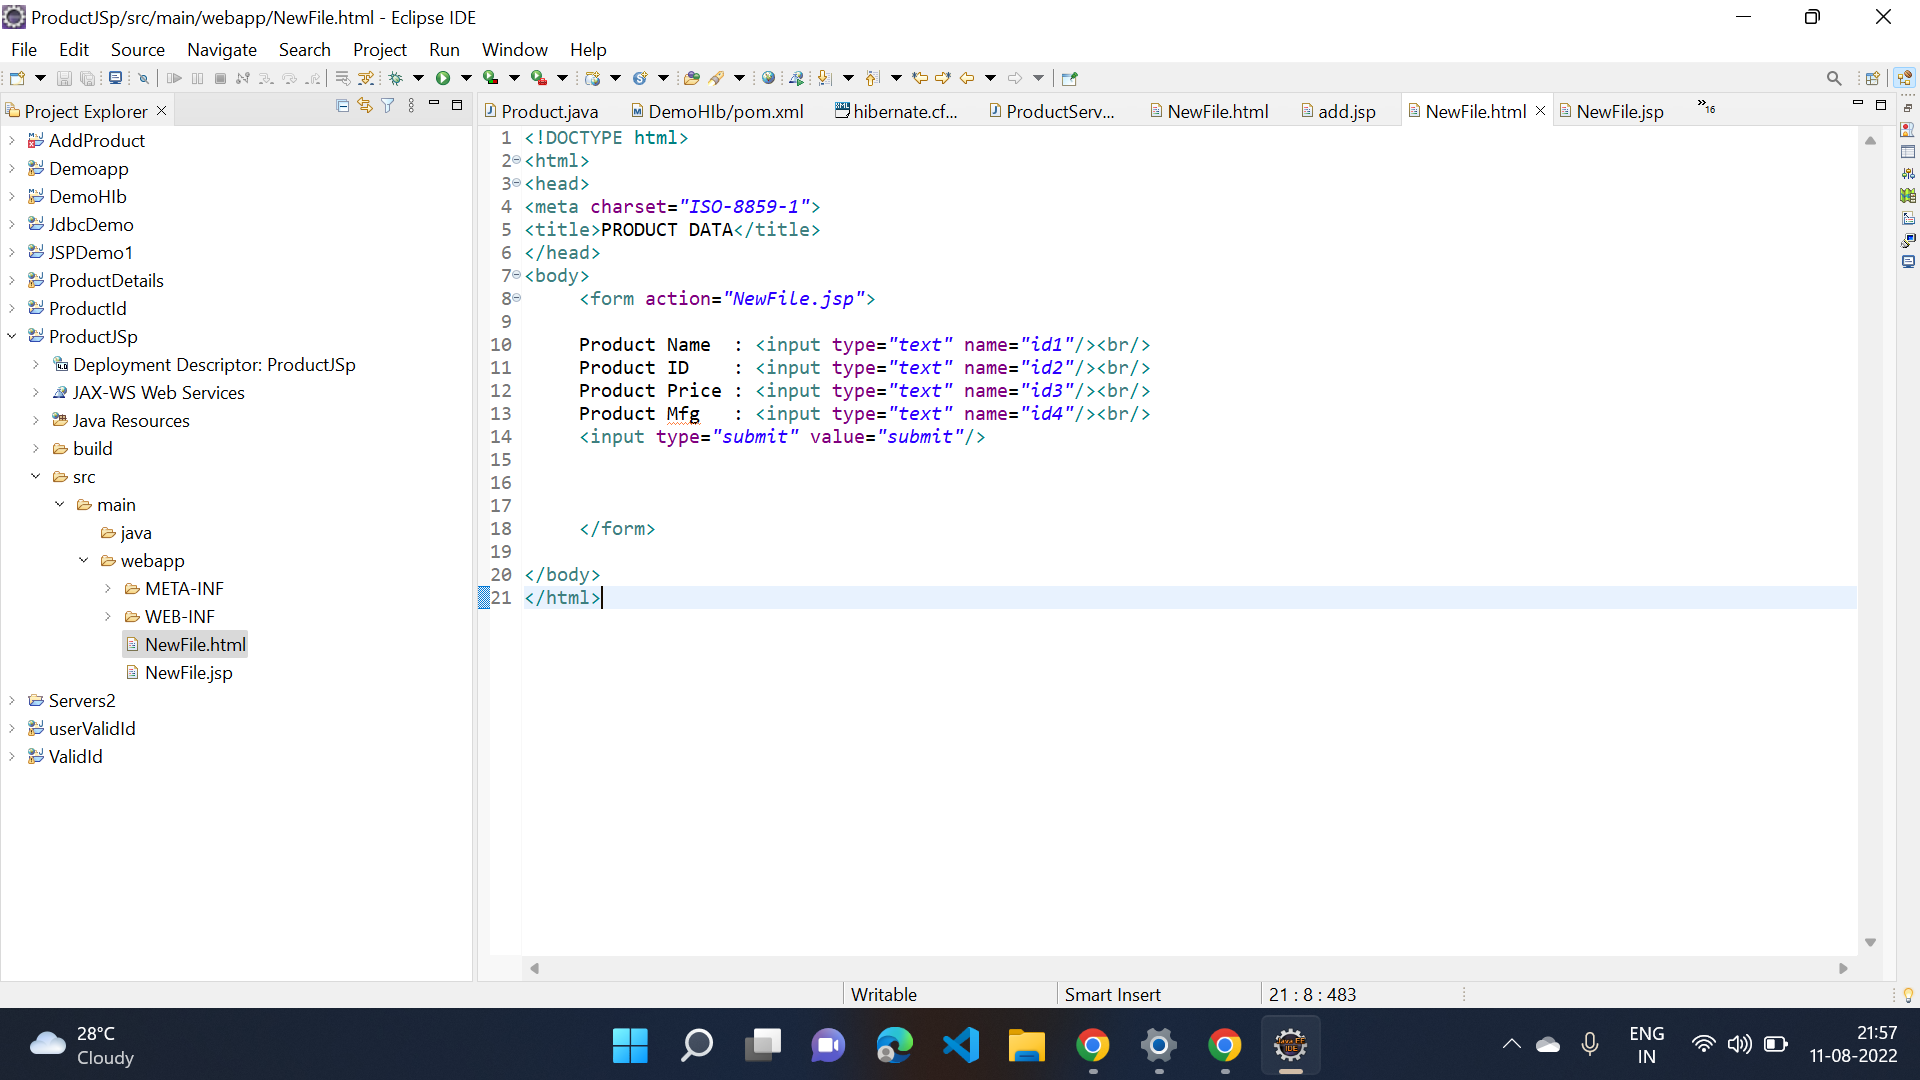 ProductJSp/src/main/webapp/NewFile.html - Eclipse IDE
File Edit Source Navigate Search Project Run Window Help
Project Explorer
Product.java DemoHIb/pom.xml hibernate.cf... ProductServ... NewFile.html add.jsp NewFile.html NewFile.jsp »16
AddProduct
Demoapp
DemoHIb
JdbcDemo
JSPDemo1
ProductDetails
ProductId
ProductJSp
Deployment Descriptor: ProductJSp
JAX-WS Web Services
Java Resources
build
src
main
java
webapp
META-INF
WEB-INF
NewFile.html
NewFile.jsp
Servers2
userValidId
ValidId
1 <!DOCTYPE html>
2 <html>
3 <head>
4 <meta charset="ISO-8859-1">
5 <title>PRODUCT DATA</title>
6 </head>
7 <body>
8 <form action="NewFile.jsp">
9
10 Product Name : <input type="text" name="id1"/><br/>
11 Product ID : <input type="text" name="id2"/><br/>
12 Product Price : <input type="text" name="id3"/><br/>
13 Product Mfg : <input type="text" name="id4"/><br/>
14 <input type="submit" value="submit"/>
15
16
17
18 </form>
19
20 </body>
21 </html>
Writable Smart Insert 21 : 8 : 483
28°C
Cloudy
ENG
IN
21:57
11-08-2022